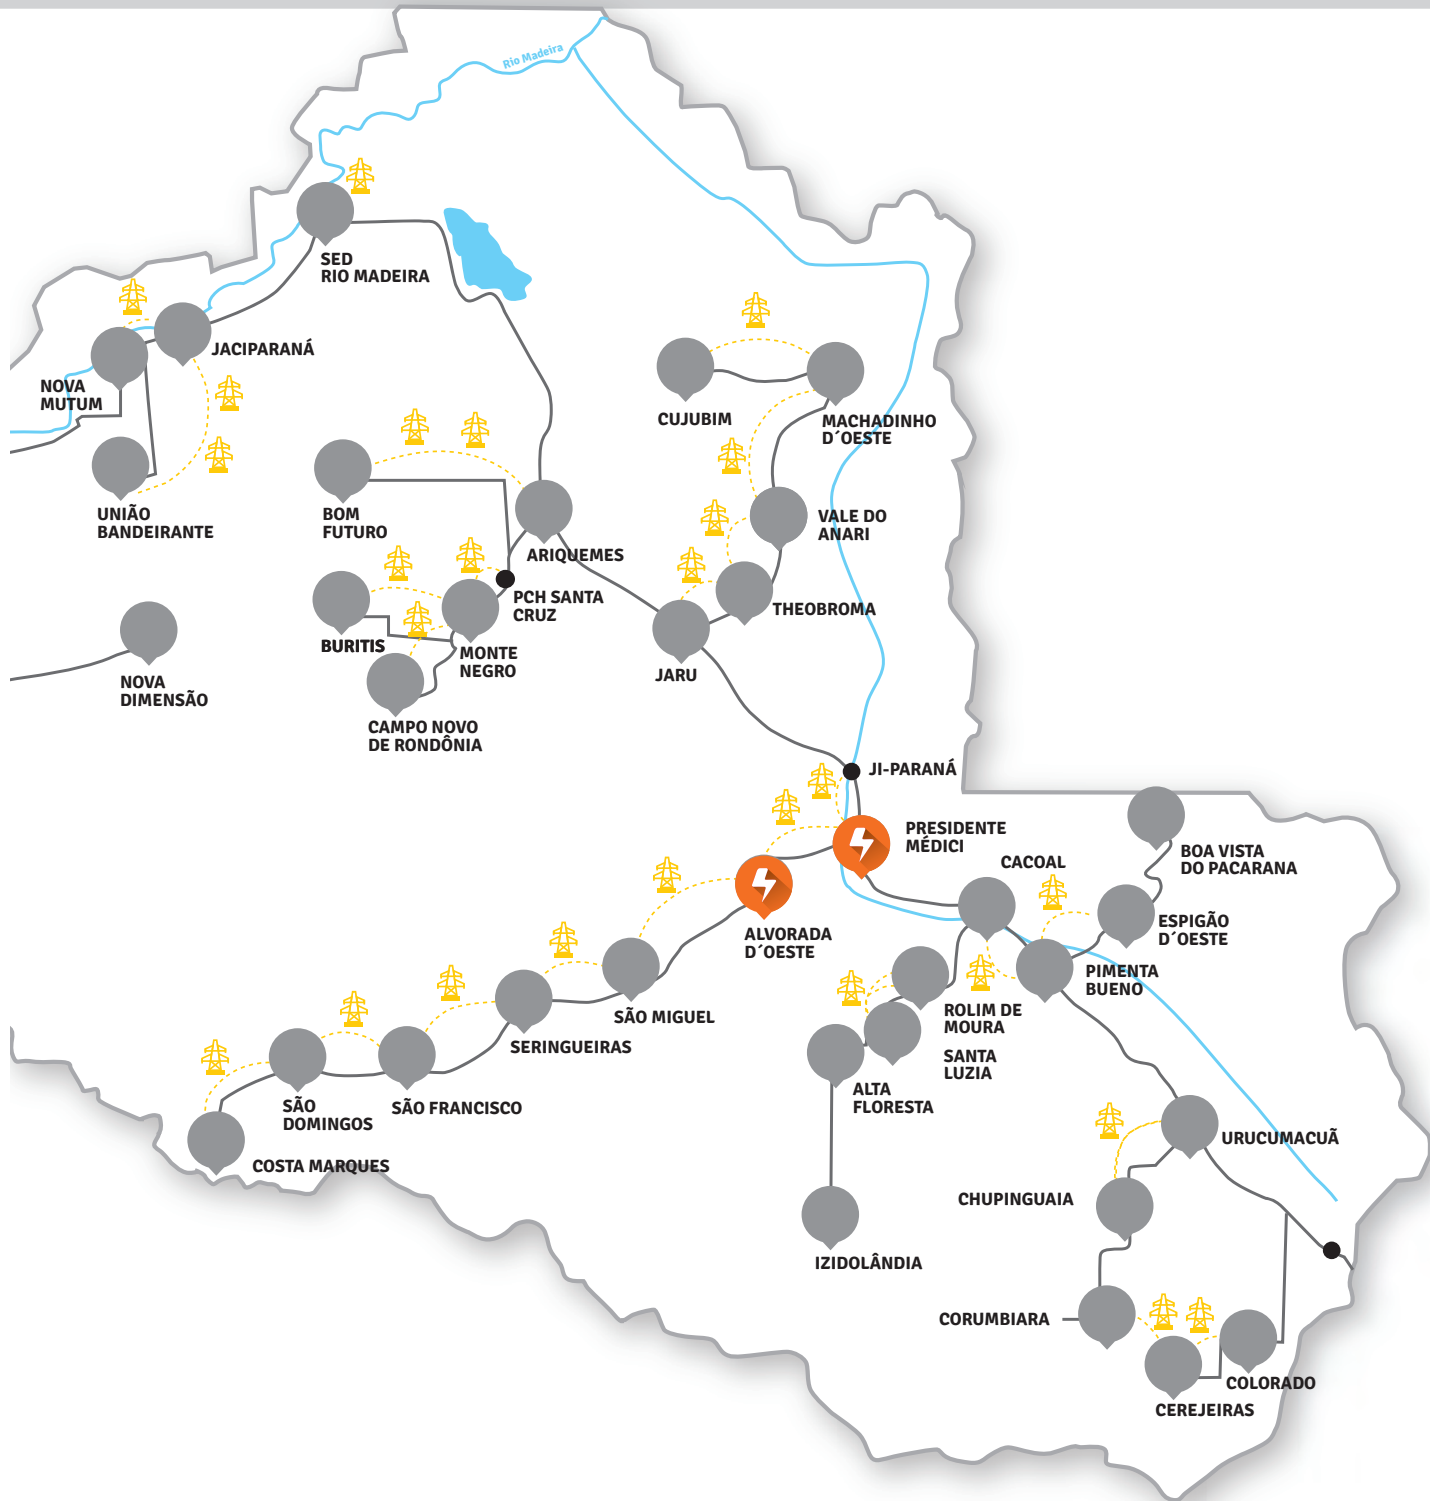 Rio Madeira
SED
RIO MADEIRA
JACIPARANÁ
NOVA
MUTUM
UNIÃO
BANDEIRANTE
CUJUBIM
MACHADINHO
D´OESTE
BOM
FUTURO
ARIQUEMES
VALE DO
ANARI
PCH SANTA
CRUZ
THEOBROMA
BURITIS
MONTE
NEGRO
JARU
NOVA
DIMENSÃO
CAMPO NOVO
DE RONDÔNIA
JI-PARANÁ
PRESIDENTE
MÉDICI
CACOAL
BOA VISTA
DO PACARANA
ESPIGÃO
D´OESTE
ALVORADA
D´OESTE
PIMENTA
BUENO
ROLIM DE
MOURA
SÃO MIGUEL
SERINGUEIRAS
SANTA
LUZIA
ALTA
FLORESTA
SÃO
DOMINGOS
SÃO FRANCISCO
URUCUMACUÃ
COSTA MARQUES
CHUPINGUAIA
IZIDOLÂNDIA
CORUMBIARA
COLORADO
CEREJEIRAS